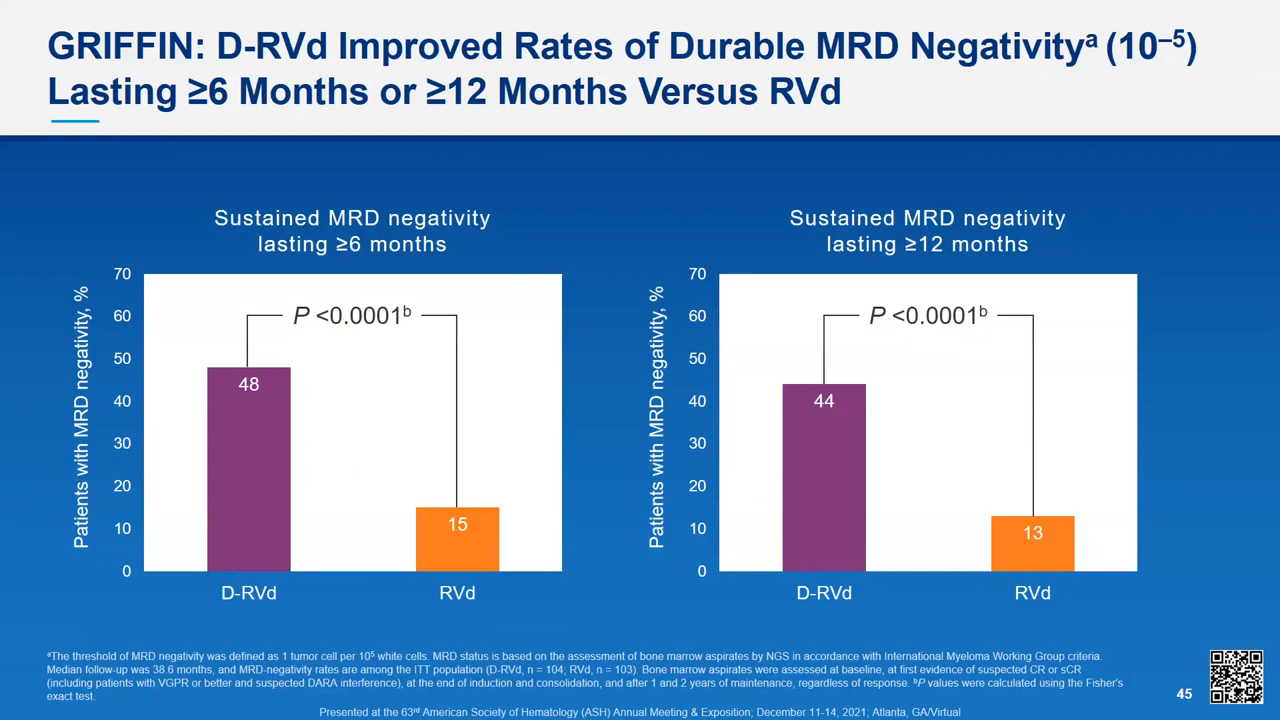 GRIFFIN: D-RVd Improved Rates of Durable MRD Negativityᵃ (10⁻⁵)
Lasting ≥6 Months or ≥12 Months Versus RVd
Sustained MRD negativity
lasting ≥6 months
Patients with MRD negativity, %
70
60
50
40
30
20
10
0
P <0.0001ᵇ
48
15
D-RVd
RVd
Sustained MRD negativity
lasting ≥12 months
Patients with MRD negativity, %
70
60
50
40
30
20
10
0
P <0.0001ᵇ
44
13
D-RVd
RVd
ᵃThe threshold of MRD negativity was defined as 1 tumor cell per 10⁵ white cells. MRD status is based on the assessment of bone marrow aspirates by NGS in accordance with International Myeloma Working Group criteria.
Median follow-up was 38.6 months, and MRD-negativity rates are among the ITT population (D-RVd, n = 104; RVd, n = 103). Bone marrow aspirates were assessed at baseline, at first evidence of suspected CR or sCR
(including patients with VGPR or better and suspected DARA interference), at the end of induction and consolidation, and after 1 and 2 years of maintenance, regardless of response. ᵇP values were calculated using the Fisher's
exact test.
45
Presented at the 63ʳᵈ American Society of Hematology (ASH) Annual Meeting & Exposition; December 11-14, 2021; Atlanta, GA/Virtual